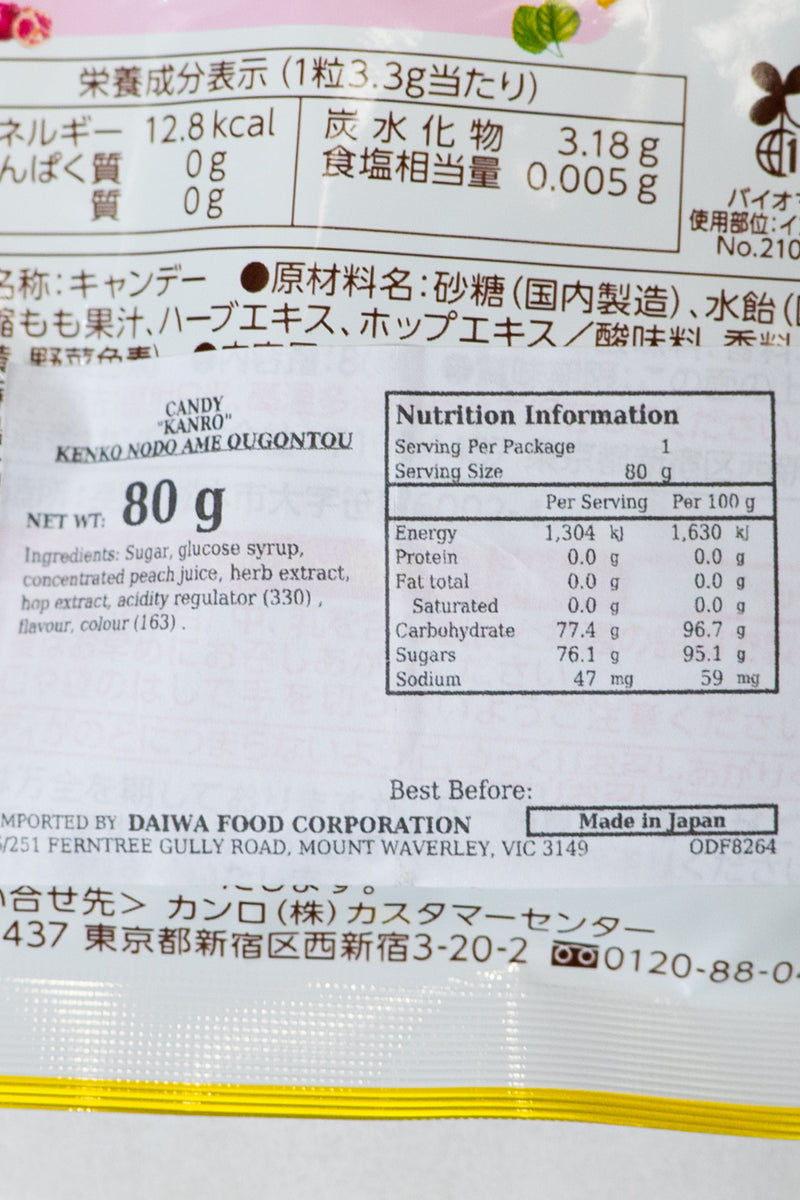 栄養成分表示 (1粒3.3g当たり)
ネルギー 12.8kcal 炭水化物 3.18g
んぱく質 0g 食塩相当量 0.005g
質 0g
バイオマ
使用部位:イ
No.210
名称:キャンデー ●原材料名:砂糖(国内製造)、水飴(
縮もも果汁、ハーブエキス、ホップエキス/酸味料、香料
野菜色素)
CANDY
"KANRO"
KENKO NODO AME OUGONTOU
NET WT: 80 g
Ingredients: Sugar, glucose syrup,
concentrated peach juice, herb extract,
hop extract, acidity regulator (330) ,
flavour, colour (163) .
Nutrition Information
Serving Per Package 1
Serving Size 80 g
Per Serving Per 100 g
Energy 1,304 kJ 1,630 kJ
Protein 0.0 g 0.0 g
Fat total 0.0 g 0.0 g
Saturated 0.0 g 0.0 g
Carbohydrate 77.4 g 96.7 g
Sugars 76.1 g 95.1 g
Sodium 47 mg 59 mg
Best Before:
Made in Japan
MPORTED BY DAIWA FOOD CORPORATION
/251 FERNTREE GULLY ROAD, MOUNT WAVERLEY, VIC 3149 ODF8264
合せ先> カンロ(株)カスタマーセンター
437 東京都新宿区西新宿3-20-2 0120-88-04